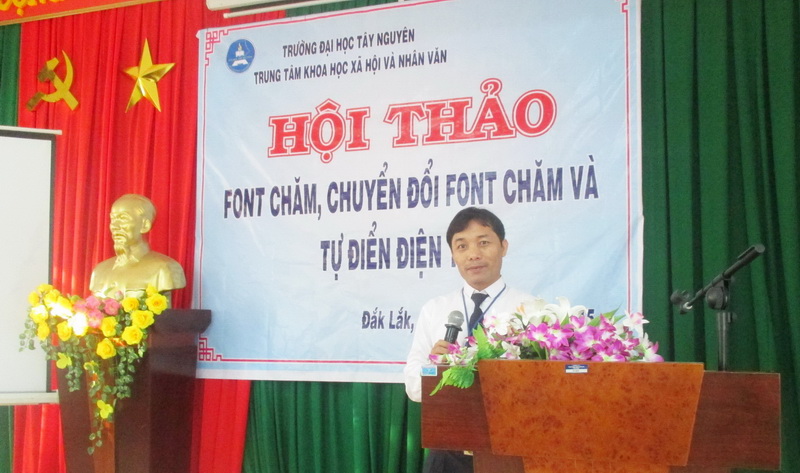 TRƯỜNG ĐẠI HỌC TÂY NGUYÊN
TRUNG TÂM KHOA HỌC XÃ HỘI VÀ NHÂN VĂN
HỘI THẢO
FONT CHĂM, CHUYỂN ĐỔI FONT CHĂM VÀ
TỰ ĐIỂN ĐIỆN
Đắk Lắk,